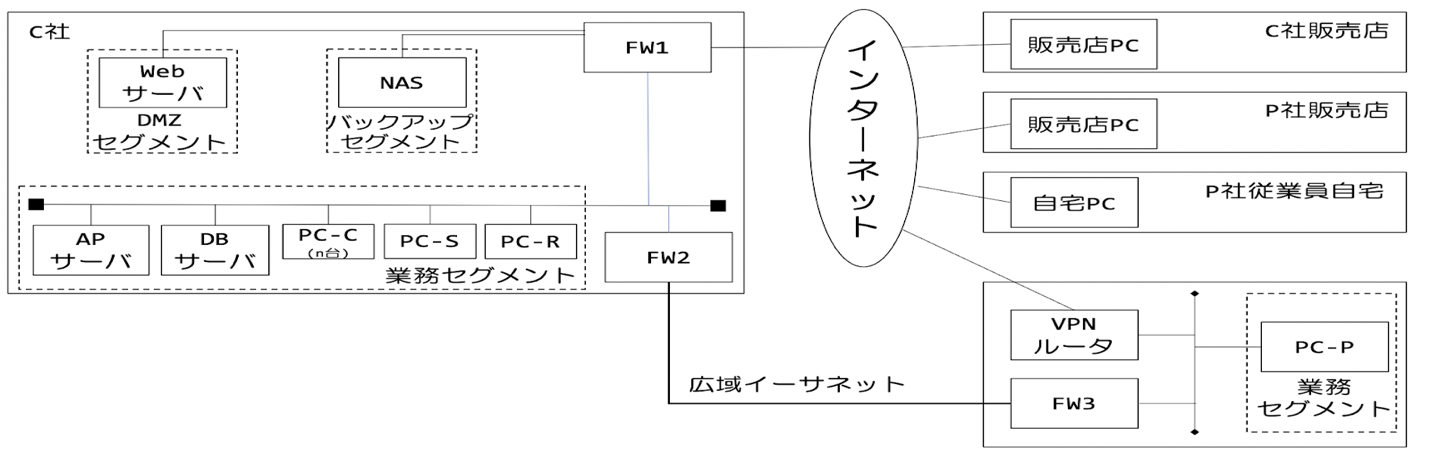 C社
Web
サーバ
DMZ
セグメント
NAS
バックアップ
セグメント
FW1
インターネット
販売店PC
C社販売店
販売店PC
P社販売店
自宅PC
P社従業員自宅
AP
サーバ
DB
サーバ
PC-C
(n台)
PC-S
PC-R
業務セグメント
FW2
広域イーサネット
VPN
ルータ
FW3
PC-P
業務
セグメント